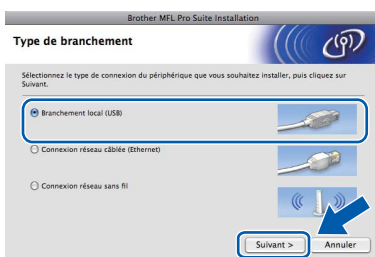 Brother MFL Pro Suite Installation
Type de branchement
Sélectionnez le type de connexion du périphérique que vous souhaitez installer, puis cliquez sur
Suivant.
Branchement local (USB)
Connexion réseau câblée (Ethernet)
Connexion réseau sans fil
Suivant >
Annuler